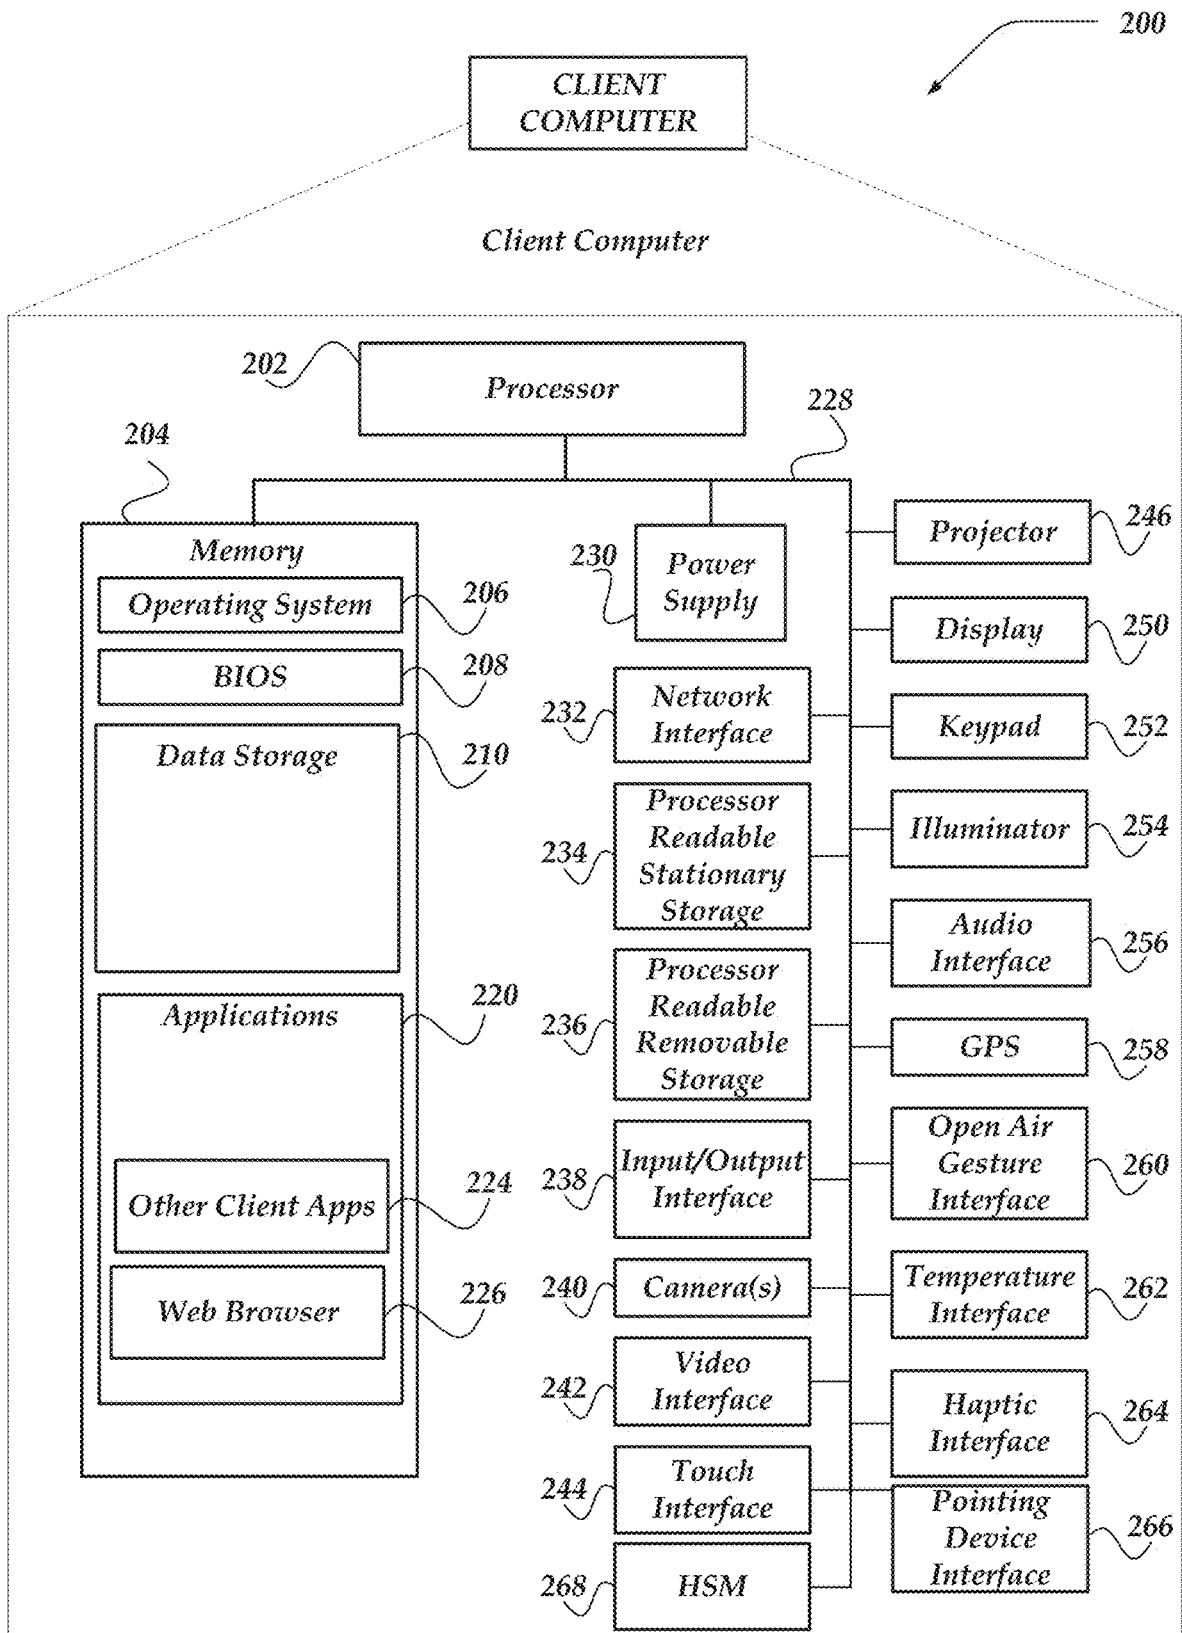 200
CLIENT
COMPUTER
Client Computer
202
Processor
228
204
Memory
Operating System
206
BIOS
208
Data Storage
210
Applications
220
Other Client Apps
224
Web Browser
226
230
Power
Supply
232
Network
Interface
234
Processor
Readable
Stationary
Storage
236
Processor
Readable
Removable
Storage
238
Input/Output
Interface
240
Camera(s)
242
Video
Interface
244
Touch
Interface
268
HSM
Projector
246
Display
250
Keypad
252
Illuminator
254
Audio
Interface
256
GPS
258
Open Air
Gesture
Interface
260
Temperature
Interface
262
Haptic
Interface
264
Pointing
Device
Interface
266